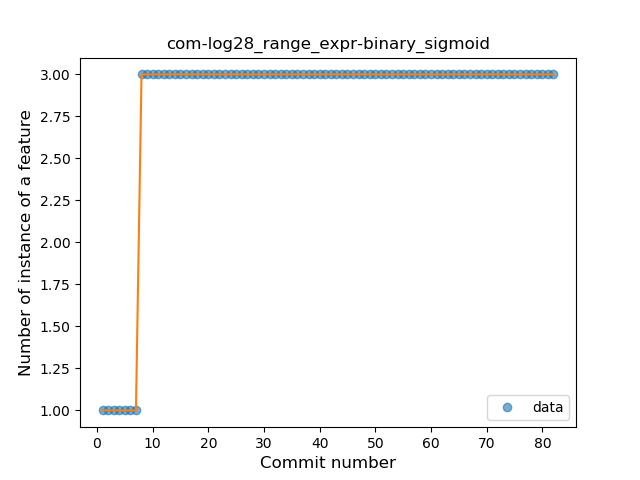 com-log28_range_expr-binary_sigmoid
Number of instance of a feature
3.00
2.75
2.50
2.25
2.00
1.75
1.50
1.25
1.00
data
0 10 20 30 40 50 60 70 80
Commit number